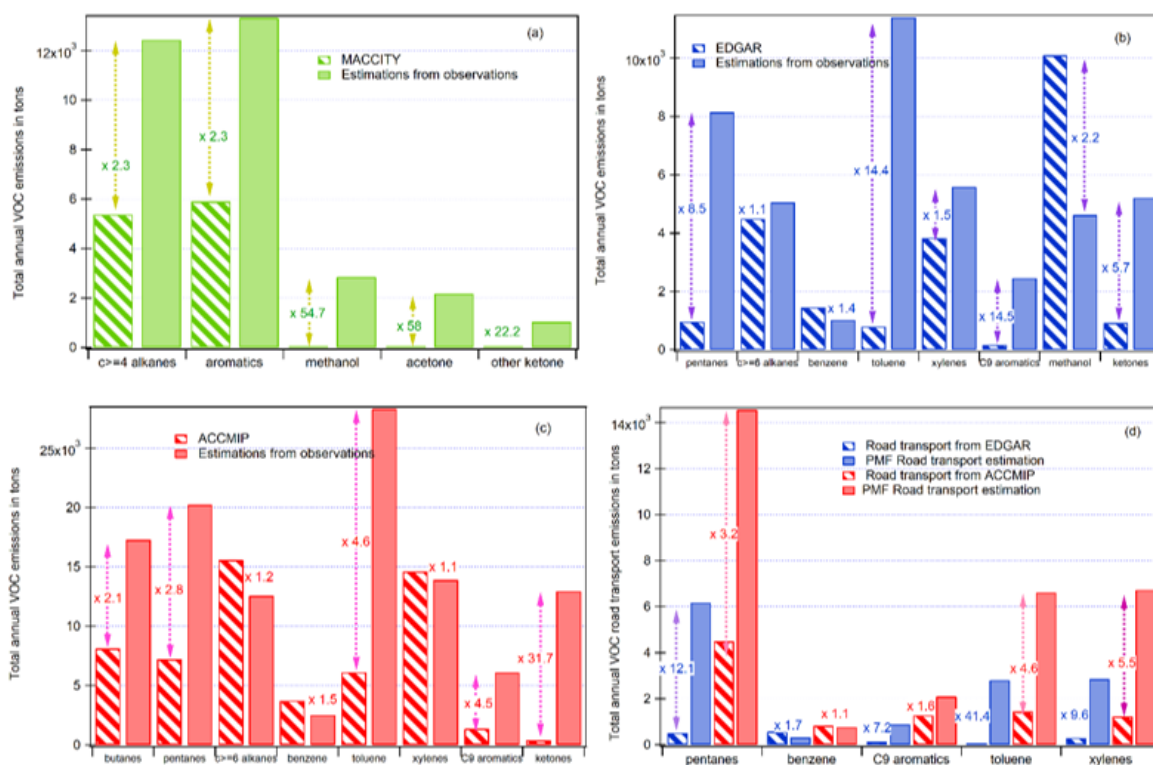 (a)
12x10³
MACCITY
Estimations from observations
10
8
6
4
2
0
Total annual VOC emissions in tons
x 2.3
x 2.3
x 54.7
x 58
x 22.2
c>=4 alkanes
aromatics
methanol
acetone
other ketone
(b)
10x10³
EDGAR
Estimations from observations
8
6
4
2
0
Total annual VOC emissions in tons
x 8.5
x 1.1
x 1.4
x 14.4
x 1.5
x 14.5
x 2.2
x 5.7
pentanes
c>=6 alkanes
benzene
toluene
xylenes
C9 aromatics
methanol
ketones
(c)
25x10³
ACCMIP
Estimations from observations
20
15
10
5
0
Total annual VOC emissions in tons
x 2.1
x 2.8
x 1.2
x 1.5
x 4.6
x 1.1
x 4.5
x 31.7
butanes
pentanes
c>=6 alkanes
benzene
toluene
xylenes
C9 aromatics
ketones
(d)
14x10³
Road transport from EDGAR
PMF Road transport estimation
Road transport from ACCMIP
PMF Road transport estimation
12
10
8
6
4
2
0
Total annual VOC road transport emissions in tons
x 12.1
x 3.2
x 1.7
x 1.1
x 7.2
x 1.6
x 41.4
x 4.6
x 9.6
x 5.5
pentanes
benzene
C9 aromatics
toluene
xylenes